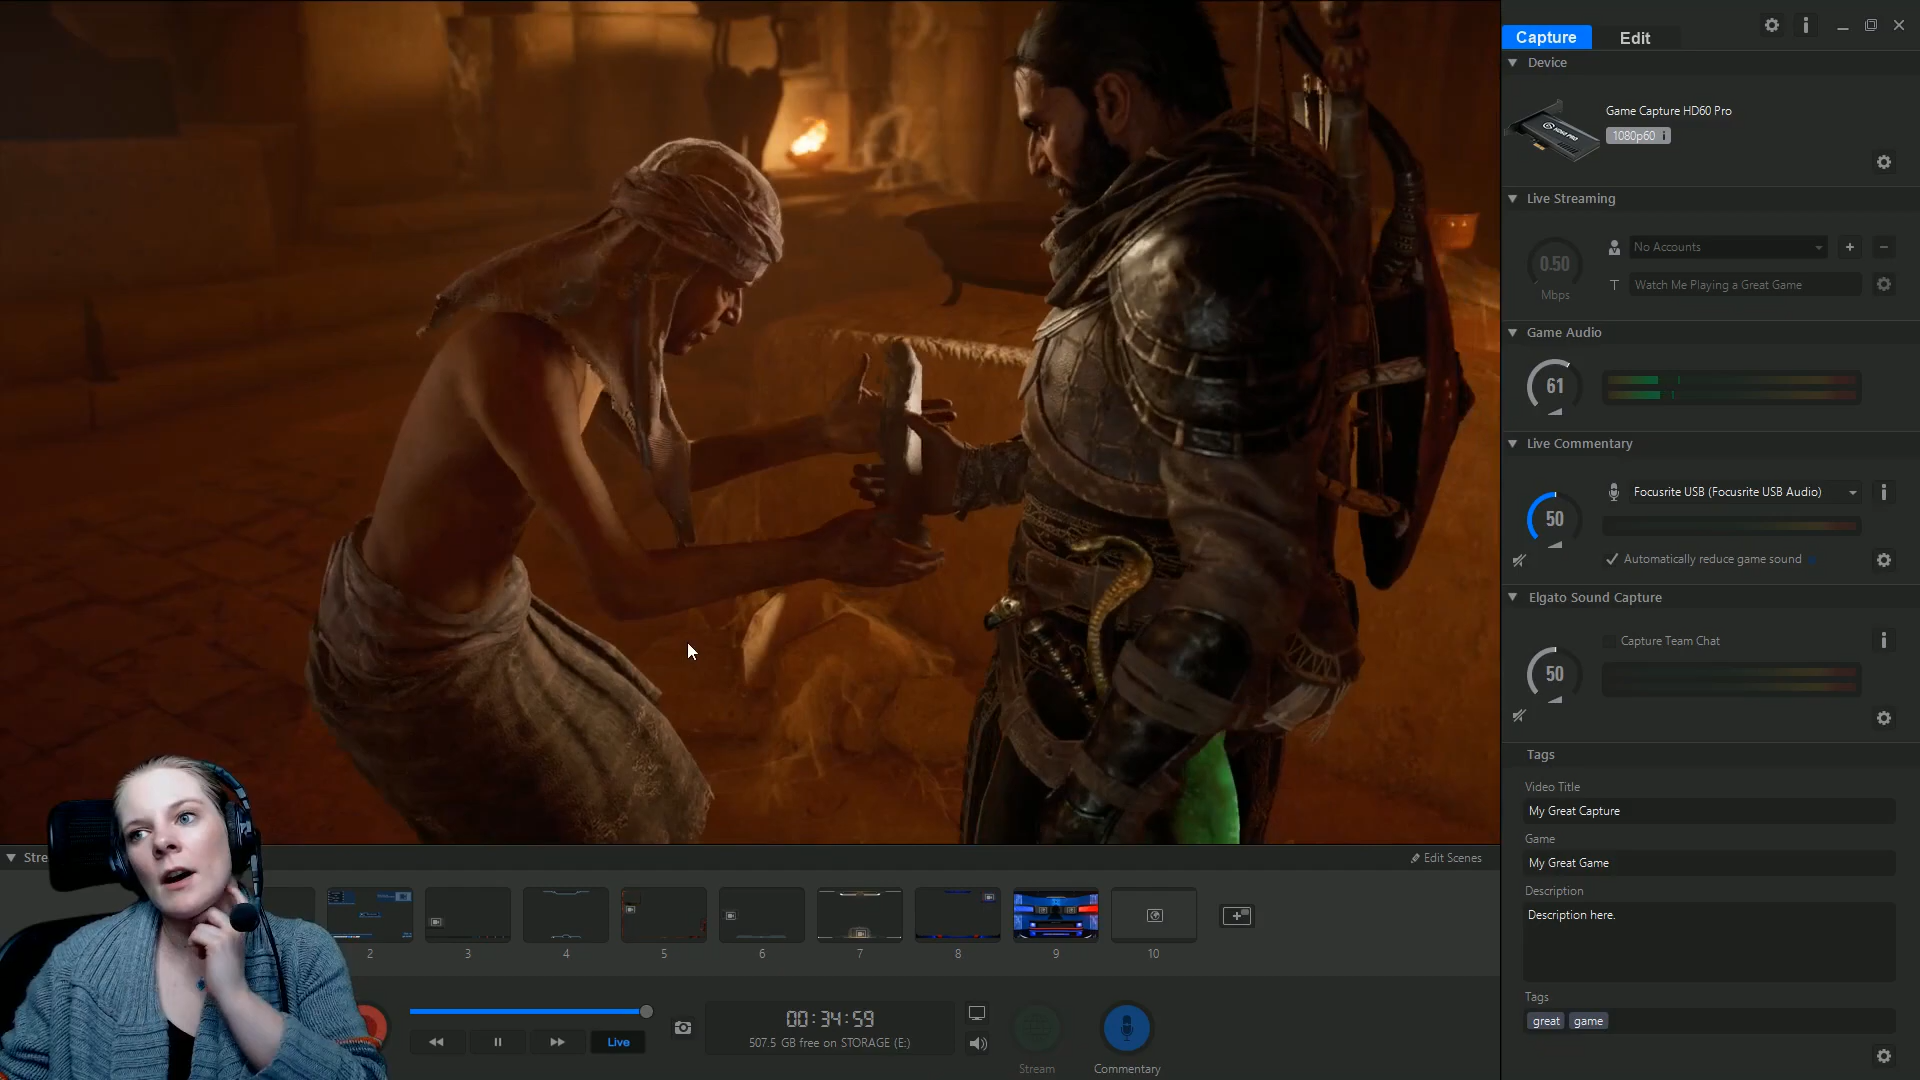 Capture
Edit
Device
Game Capture HD60 Pro
1080p60
Live Streaming
No Accounts
0.50
Mbps
T Watch Me Playing a Great Game
Game Audio
61
Live Commentary
Focusrite USB (Focusrite USB Audio)
50
Automatically reduce game sound
Elgato Sound Capture
Capture Team Chat
50
Tags
Video Title
My Great Capture
Game
My Great Game
Description
Description here.
Tags
great game
Edit Scenes
2 3 4 5 6 7 8 9 10
00:34:59
507.5 GB free on STORAGE (E:)
Live
Stream
Commentary